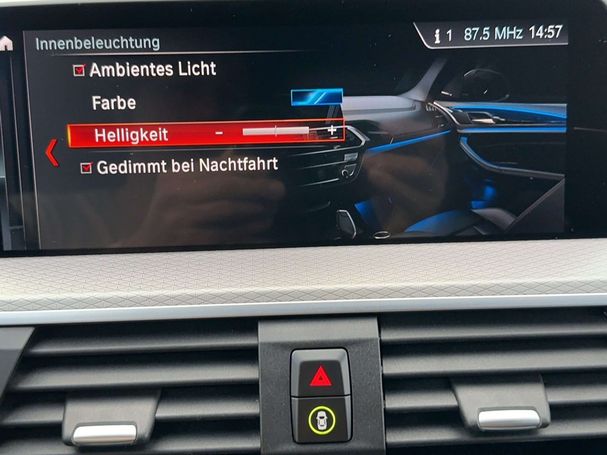 Innenbeleuchtung
i 1 87.5 MHz 14:57
Ambientes Licht
Farbe
Helligkeit - +
Gedimmt bei Nachtfahrt